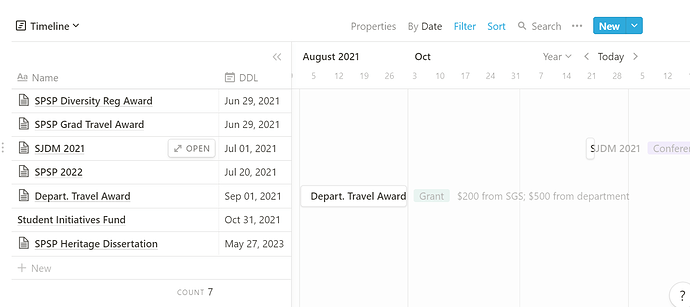 Timeline
Properties By Date Filter Sort Search ••• New
August 2021 Oct Year Today
Aa Name DDL 5 12 19 26 3 10 17 24 31 7 14 21 28 5 12
SPSP Diversity Reg Award Jun 29, 2021
SPSP Grad Travel Award Jun 29, 2021
SJDM 2021 OPEN Jul 01, 2021 SJDM 2021 Conferen
SPSP 2022 Jul 20, 2021
Depart. Travel Award Sep 01, 2021 Depart. Travel Award Grant $200 from SGS; $500 from department
Student Initiatives Fund Oct 31, 2021
SPSP Heritage Dissertation May 27, 2023
+ New
COUNT 7
?